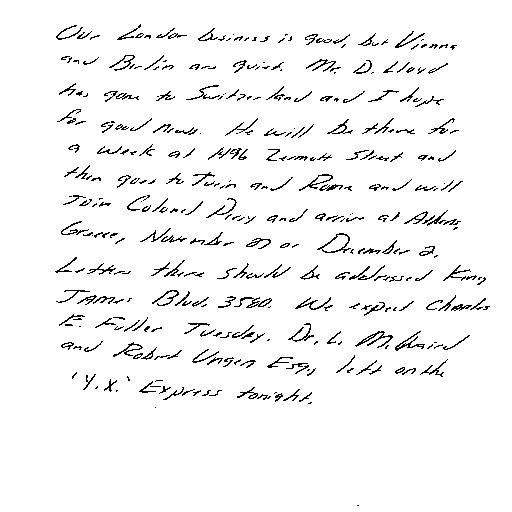 Our London business is good, but Vienna
and Berlin are quiet. Mr. D. Lloyd
has gone to Switzerland and I hope
for good news. He will be there for
a week at 1496 Zermott Street and
then goes to Turin and Rome and will
Join Colonel Perry and arrive at Athens,
Greece, November 27 or December 2.
Letters there should be addressed King
James Blvd. 3580. We expect Charles
E. Fuller Tuesday. Dr. L. McQuaid
and Robert Unger Esq., left on the
'Y.X.' Express tonight.